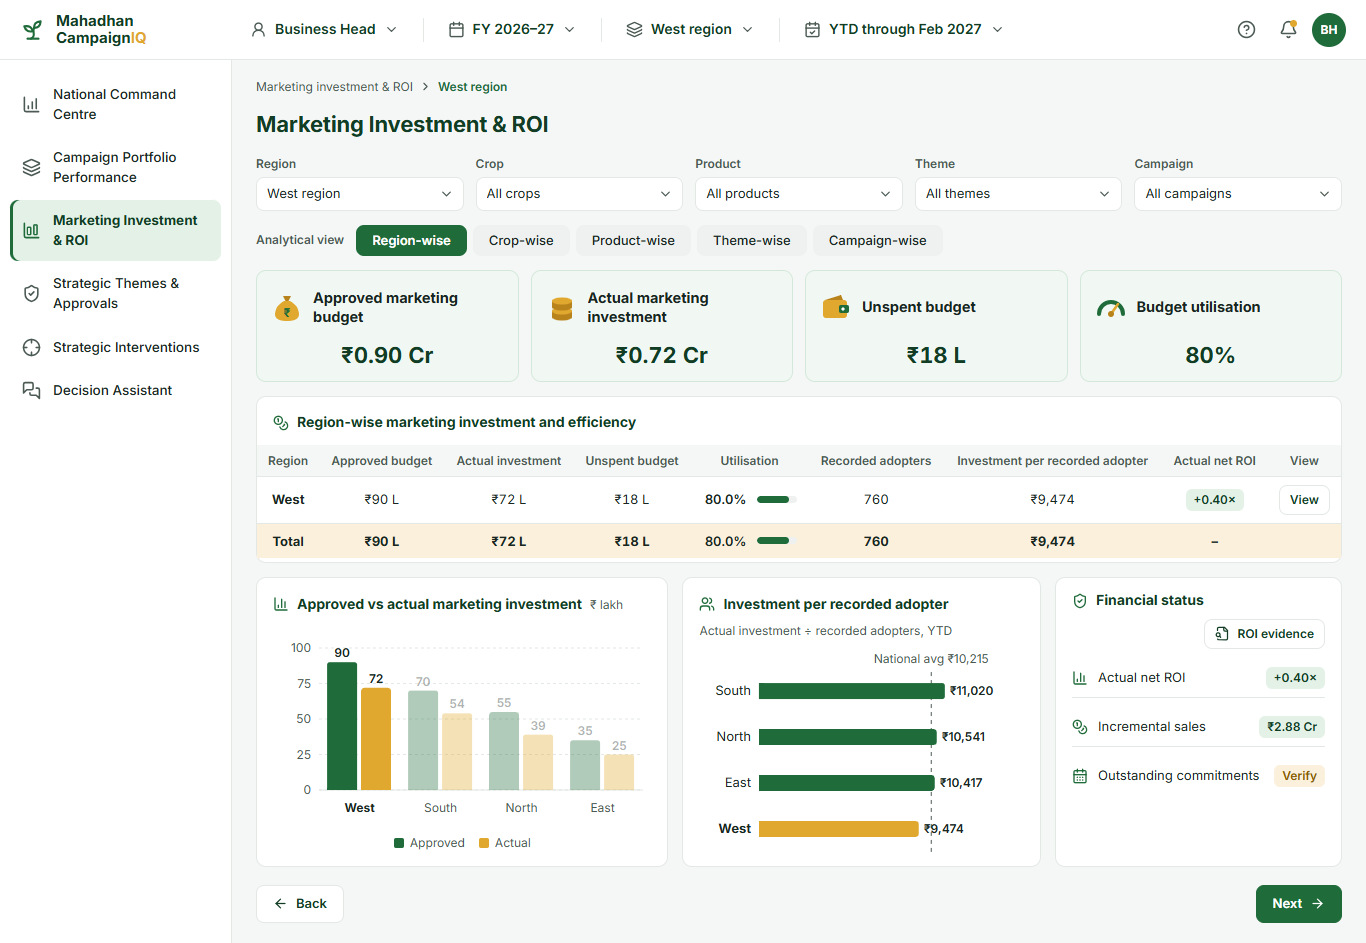 Mahadhan
CampaignIQ
Business Head
FY 2026–27
West region
YTD through Feb 2027
BH
National Command
Centre
Campaign Portfolio
Performance
Marketing Investment
& ROI
Strategic Themes &
Approvals
Strategic Interventions
Decision Assistant
Marketing investment & ROI > West region
Marketing Investment & ROI
Region Crop Product Theme Campaign
West region All crops All products All themes All campaigns
Analytical view Region-wise Crop-wise Product-wise Theme-wise Campaign-wise
Approved marketing
budget
₹0.90 Cr
Actual marketing
investment
₹0.72 Cr
Unspent budget
₹18 L
Budget utilisation
80%
Region-wise marketing investment and efficiency
Region Approved budget Actual investment Unspent budget Utilisation Recorded adopters Investment per recorded adopter Actual net ROI View
West ₹90 L ₹72 L ₹18 L 80.0% 760 ₹9,474 +0.40× View
Total ₹90 L ₹72 L ₹18 L 80.0% 760 ₹9,474 –
Approved vs actual marketing investment ₹ lakh
100
75
50
25
0
90 72 70 54 55 39 35 25
West South North East
Approved Actual
Investment per recorded adopter
Actual investment ÷ recorded adopters, YTD
National avg ₹10,215
South ₹11,020
North ₹10,541
East ₹10,417
West ₹9,474
Financial status
ROI evidence
Actual net ROI +0.40×
Incremental sales ₹2.88 Cr
Outstanding commitments Verify
← Back
Next →